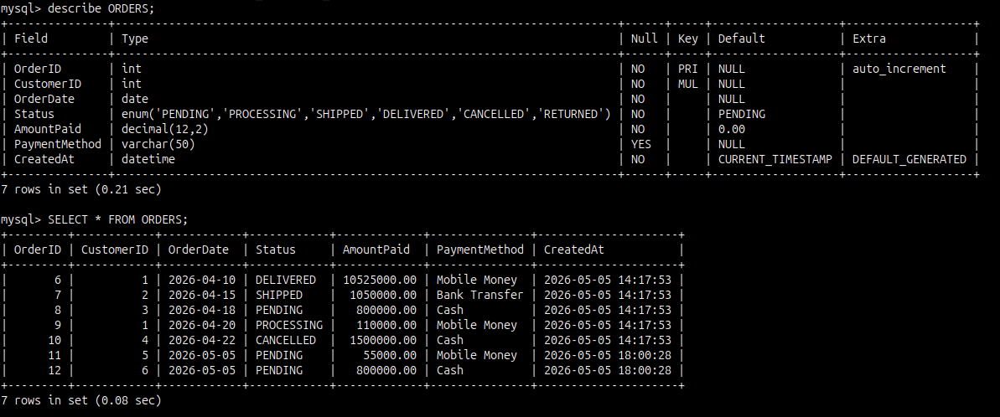 mysql> describe ORDERS;
+---------------+-------------------------------------------------------------------------+------+-----+-------------------+-------------------+
| Field         | Type                                                                    | Null | Key | Default           | Extra             |
+---------------+-------------------------------------------------------------------------+------+-----+-------------------+-------------------+
| OrderID       | int                                                                     | NO   | PRI | NULL              | auto_increment    |
| CustomerID    | int                                                                     | NO   | MUL | NULL              |                   |
| OrderDate     | date                                                                    | NO   |     | NULL              |                   |
| Status        | enum('PENDING','PROCESSING','SHIPPED','DELIVERED','CANCELLED','RETURNED') | NO   |     | PENDING           |                   |
| AmountPaid    | decimal(12,2)                                                           | NO   |     | 0.00              |                   |
| PaymentMethod | varchar(50)                                                             | YES  |     | NULL              |                   |
| CreatedAt     | datetime                                                                | NO   |     | CURRENT_TIMESTAMP | DEFAULT_GENERATED |
+---------------+-------------------------------------------------------------------------+------+-----+-------------------+-------------------+
7 rows in set (0.21 sec)

mysql> SELECT * FROM ORDERS;
+---------+------------+------------+------------+-------------+---------------+---------------------+
| OrderID | CustomerID | OrderDate  | Status     | AmountPaid  | PaymentMethod | CreatedAt           |
+---------+------------+------------+------------+-------------+---------------+---------------------+
|       6 |          1 | 2026-04-10 | DELIVERED  | 10525000.00 | Mobile Money  | 2026-05-05 14:17:53 |
|       7 |          2 | 2026-04-15 | SHIPPED    |  1050000.00 | Bank Transfer | 2026-05-05 14:17:53 |
|       8 |          3 | 2026-04-18 | PENDING    |   800000.00 | Cash          | 2026-05-05 14:17:53 |
|       9 |          1 | 2026-04-20 | PROCESSING |   110000.00 | Mobile Money  | 2026-05-05 14:17:53 |
|      10 |          4 | 2026-04-22 | CANCELLED  |  1500000.00 | Cash          | 2026-05-05 14:17:53 |
|      11 |          5 | 2026-05-05 | PENDING    |    55000.00 | Mobile Money  | 2026-05-05 18:00:28 |
|      12 |          6 | 2026-05-05 | PENDING    |   800000.00 | Cash          | 2026-05-05 18:00:28 |
+---------+------------+------------+------------+-------------+---------------+---------------------+
7 rows in set (0.08 sec)